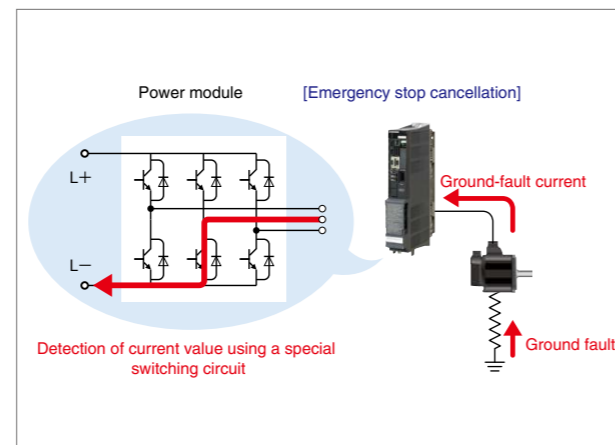 Power module
[Emergency stop cancellation]
L+
Ground-fault current
L−
Detection of current value using a special
switching circuit
Ground fault